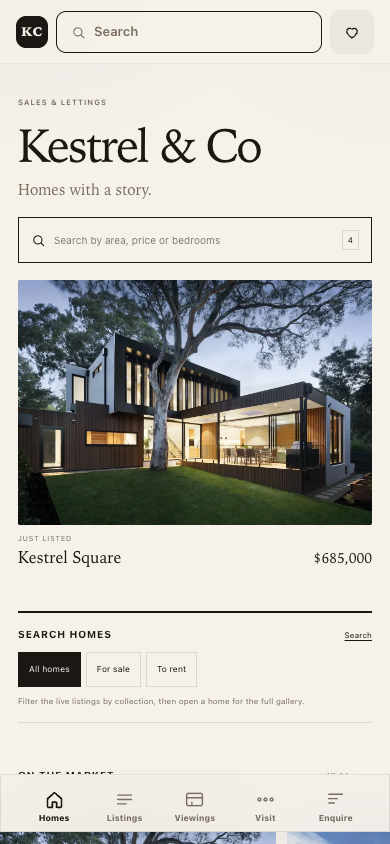 KC
Search
SALES & LETTINGS
Kestrel & Co
Homes with a story.
Search by area, price or bedrooms
4
JUST LISTED
Kestrel Square
$685,000
SEARCH HOMES
Search
All homes
For sale
To rent
Filter the live listings by collection, then open a home for the full gallery.
ON THE MARKET
Homes
Listings
Viewings
Visit
Enquire